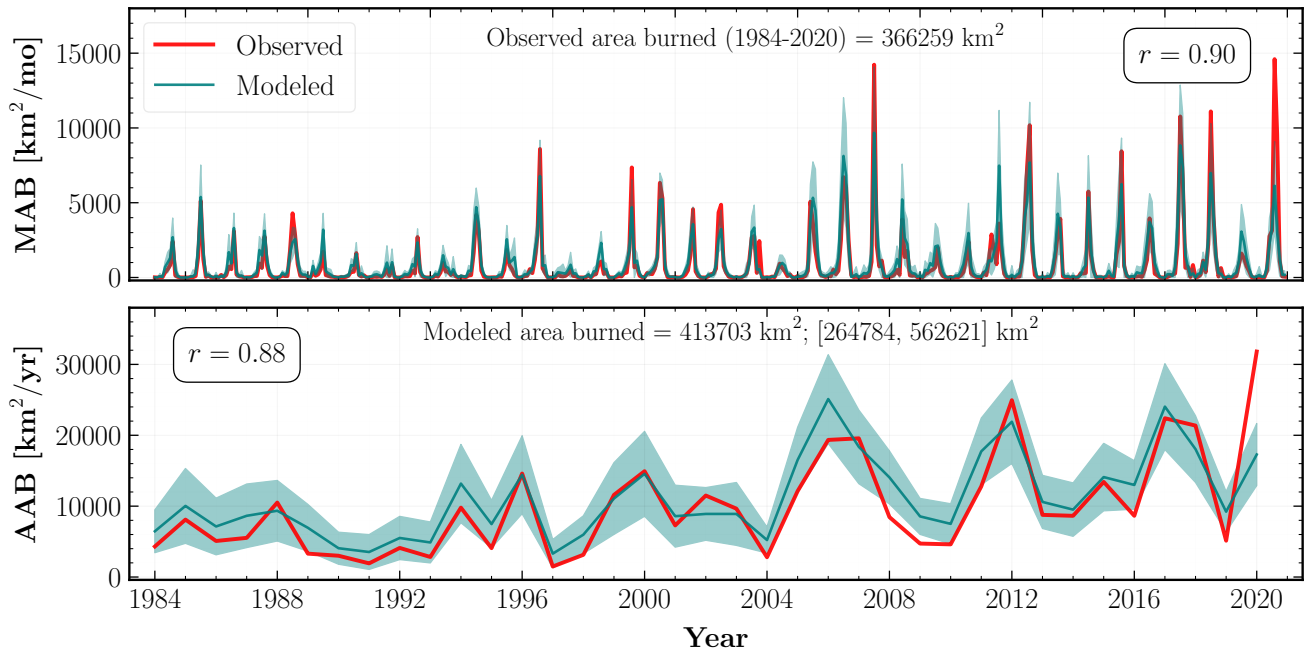 Observed
Modeled
Observed area burned (1984-2020) = 366259 km²
r = 0.90
MAB [km²/mo]
15000
10000
5000
0
Modeled area burned = 413703 km²; [264784, 562621] km²
r = 0.88
AAB [km²/yr]
30000
20000
10000
0
1984 1988 1992 1996 2000 2004 2008 2012 2016 2020
Year